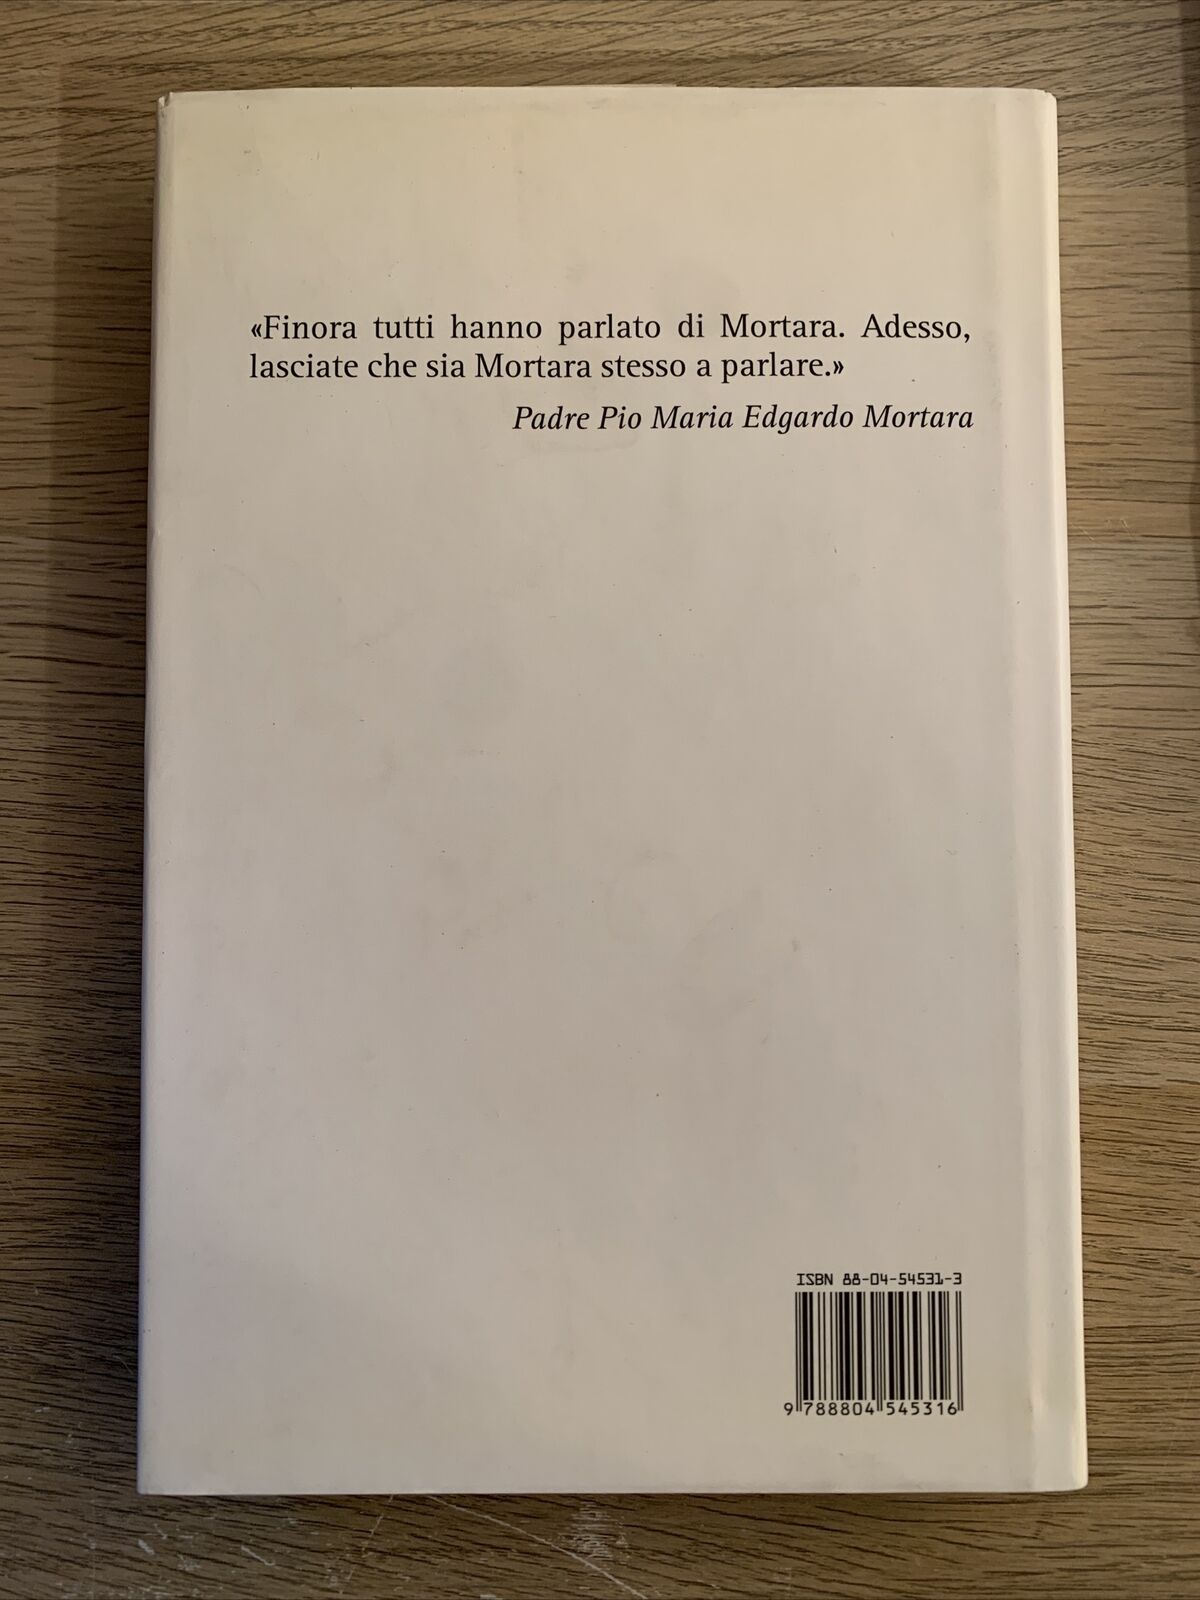 «Finora tutti hanno parlato di Mortara. Adesso,
lasciate che sia Mortara stesso a parlare.»
Padre Pio Maria Edgardo Mortara
ISBN 88-04-54531-3
9 788804 545316